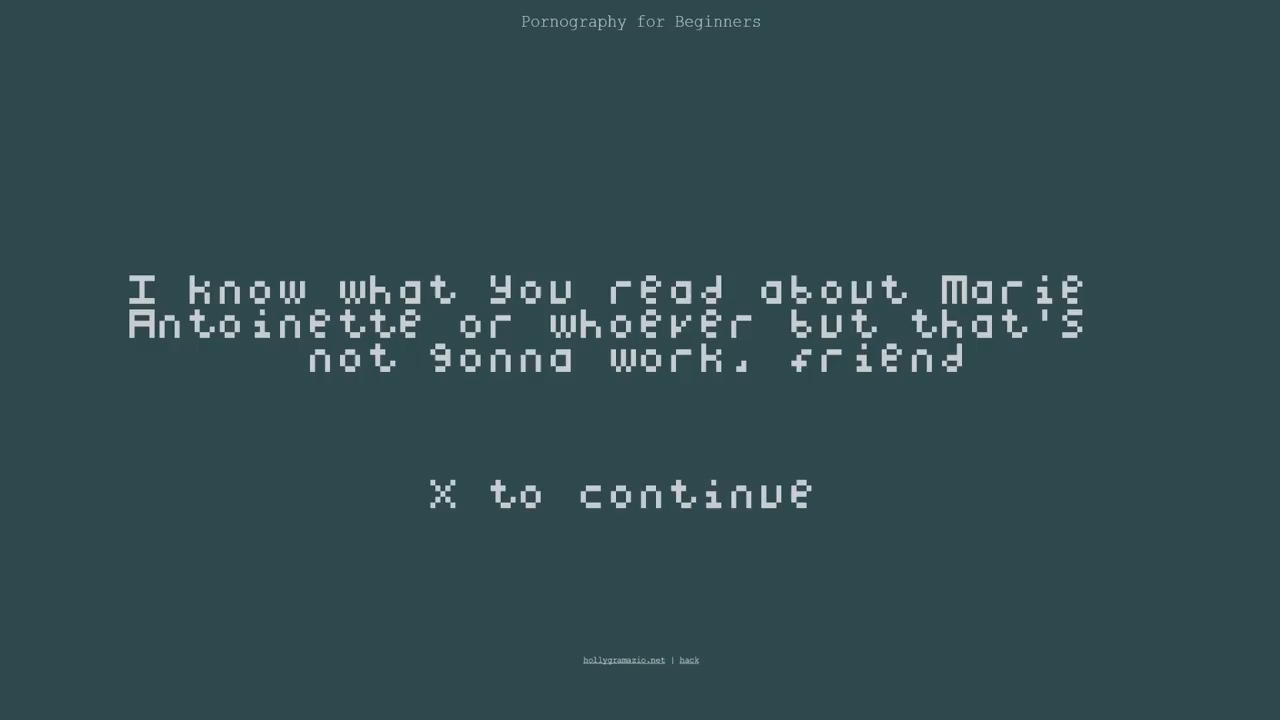 Pornography for Beginners
I know what you read about Marie
Antoinette or whoever but that's
not gonna work, friend
X to continue
hollygramazio.net | hack